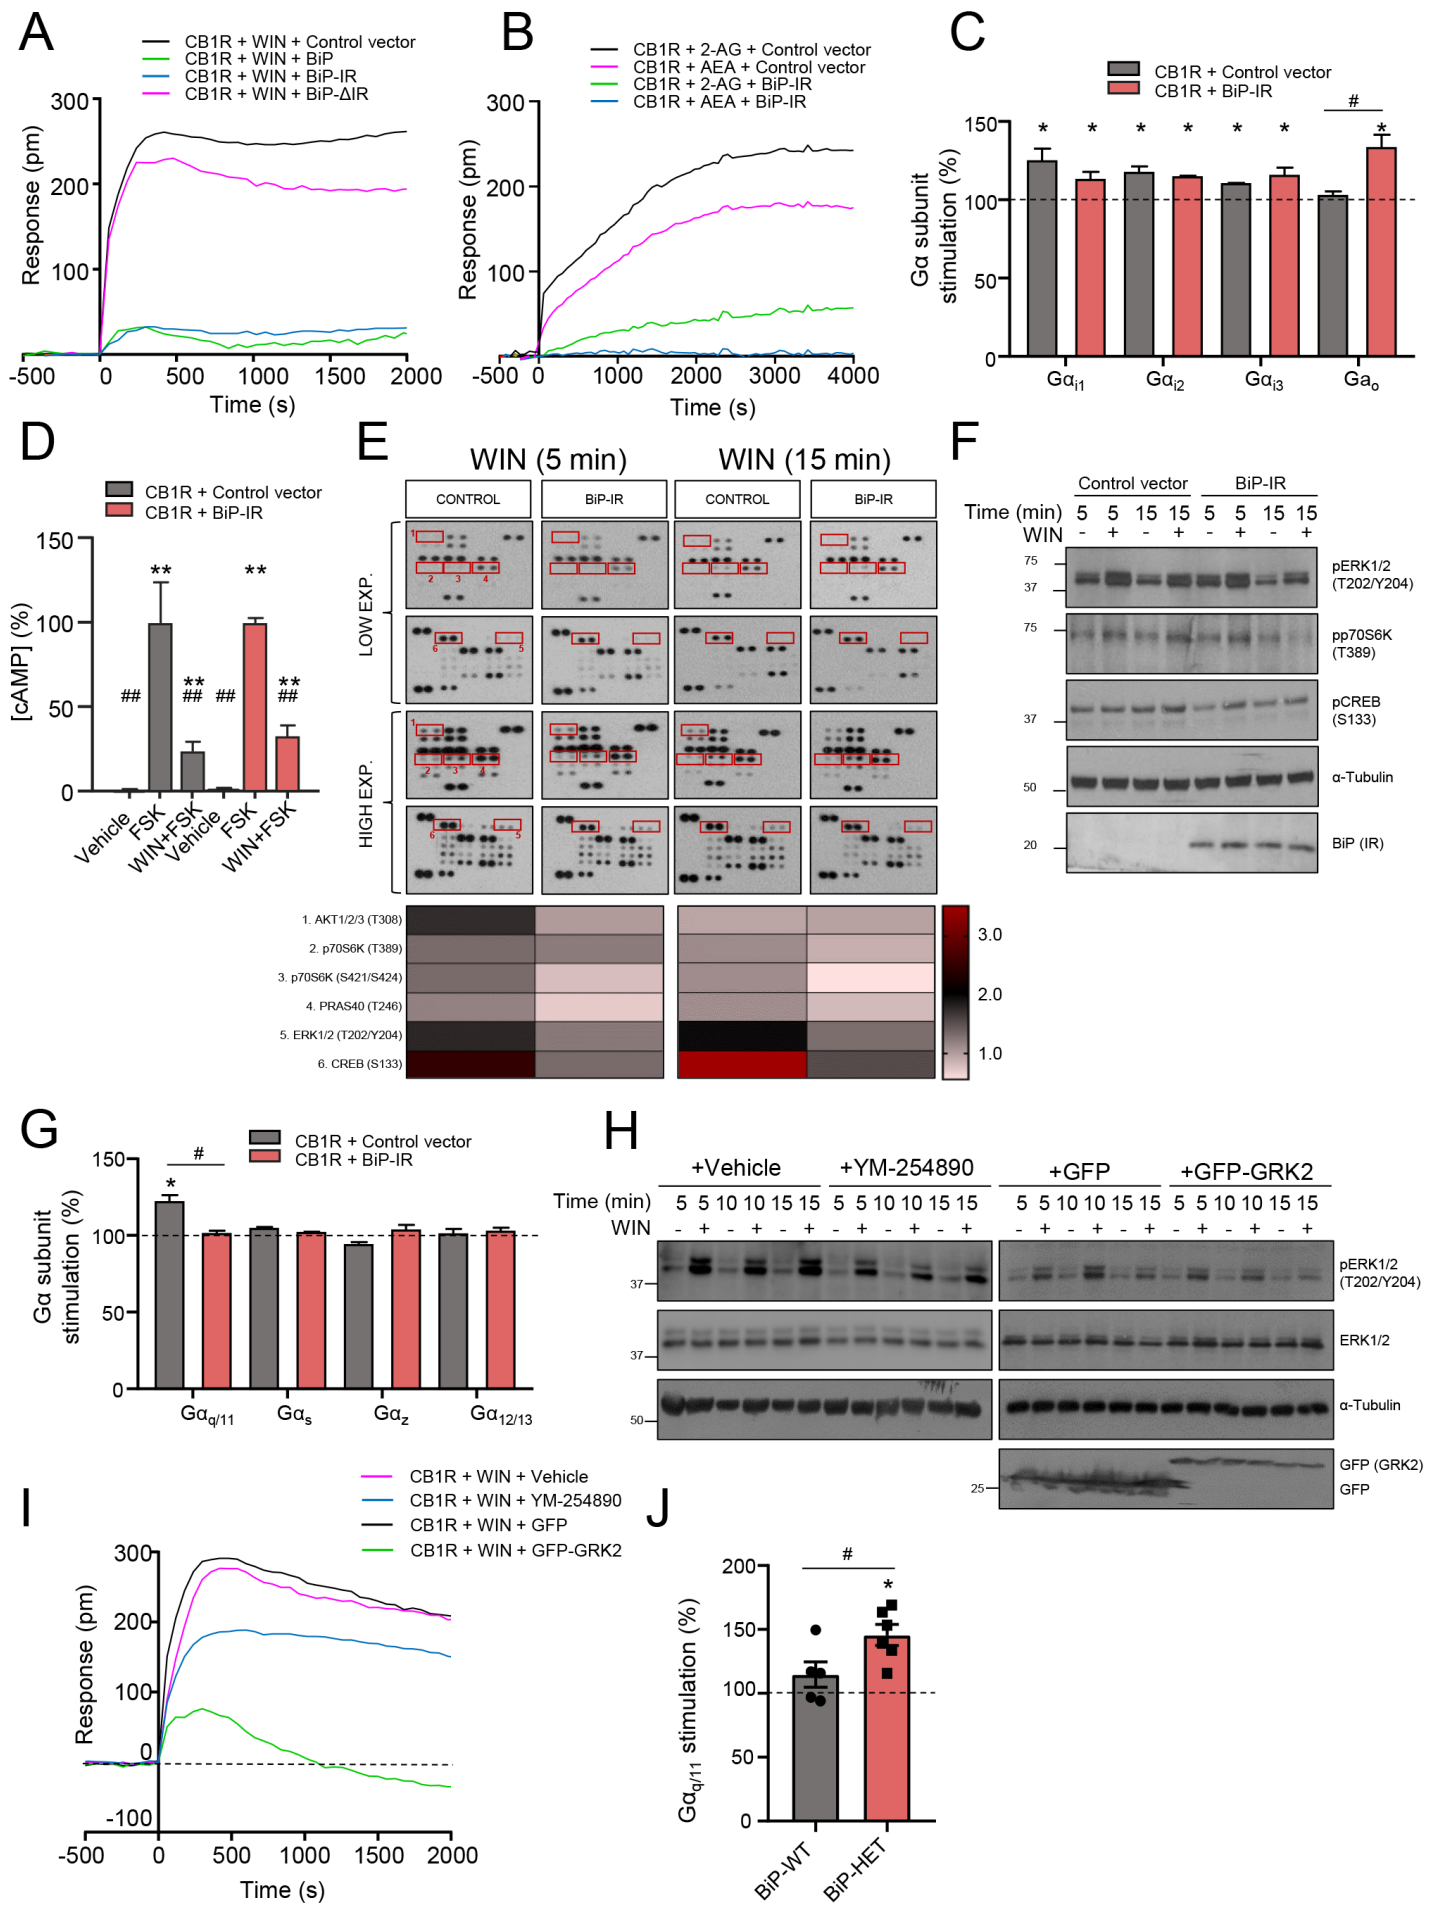 A
CB1R + WIN + Control vector
CB1R + WIN + BiP
CB1R + WIN + BiP-IR
CB1R + WIN + BiP-ΔIR
Response (pm)
300
200
100
-500 0 500 1000 1500 2000
Time (s)
B
CB1R + 2-AG + Control vector
CB1R + AEA + Control vector
CB1R + 2-AG + BiP-IR
CB1R + AEA + BiP-IR
Response (pm)
300
200
100
-500 0 1000 2000 3000 4000
Time (s)
C
CB1R + Control vector
CB1R + BiP-IR
#
* * * * * * *
Gα subunit
stimulation (%)
150
100
50
0
Gαi1 Gαi2 Gαi3 Gao
D
CB1R + Control vector
CB1R + BiP-IR
[cAMP] (%)
150
100
50
0
** **
** **
## ## ## ##
Vehicle FSK WIN+FSK Vehicle FSK WIN+FSK
E
WIN (5 min) WIN (15 min)
CONTROL BiP-IR CONTROL BiP-IR
LOW EXP.
1
2 3 4
6 5
HIGH EXP.
1
2 3 4
6 5
1. AKT1/2/3 (T308)
2. p70S6K (T389)
3. p70S6K (S421/S424)
4. PRAS40 (T246)
5. ERK1/2 (T202/Y204)
6. CREB (S133)
3.0
2.0
1.0
F
Control vector BiP-IR
Time (min) 5 5 15 15 5 5 15 15
WIN - + - + - + - +
75
37
pERK1/2
(T202/Y204)
75
pp70S6K
(T389)
37
pCREB
(S133)
50
α-Tubulin
20
BiP (IR)
G
CB1R + Control vector
CB1R + BiP-IR
#
*
Gα subunit
stimulation (%)
150
100
50
0
Gαq/11 Gαs Gαz Gα12/13
H
+Vehicle +YM-254890 +GFP +GFP-GRK2
Time (min) 5 5 10 10 15 15 5 5 10 10 15 15 5 5 10 10 15 15 5 5 10 10 15 15
WIN - + - + - + - + - + - + - + - + - + - + - + - +
37
pERK1/2
(T202/Y204)
37
ERK1/2
50
α-Tubulin
25
GFP (GRK2)
GFP
I
CB1R + WIN + Vehicle
CB1R + WIN + YM-254890
CB1R + WIN + GFP
CB1R + WIN + GFP-GRK2
Response (pm)
300
200
100
0
-100
-500 0 500 1000 1500 2000
Time (s)
J
#
*
Gαq/11 stimulation (%)
200
150
100
50
0
BiP-WT BiP-HET